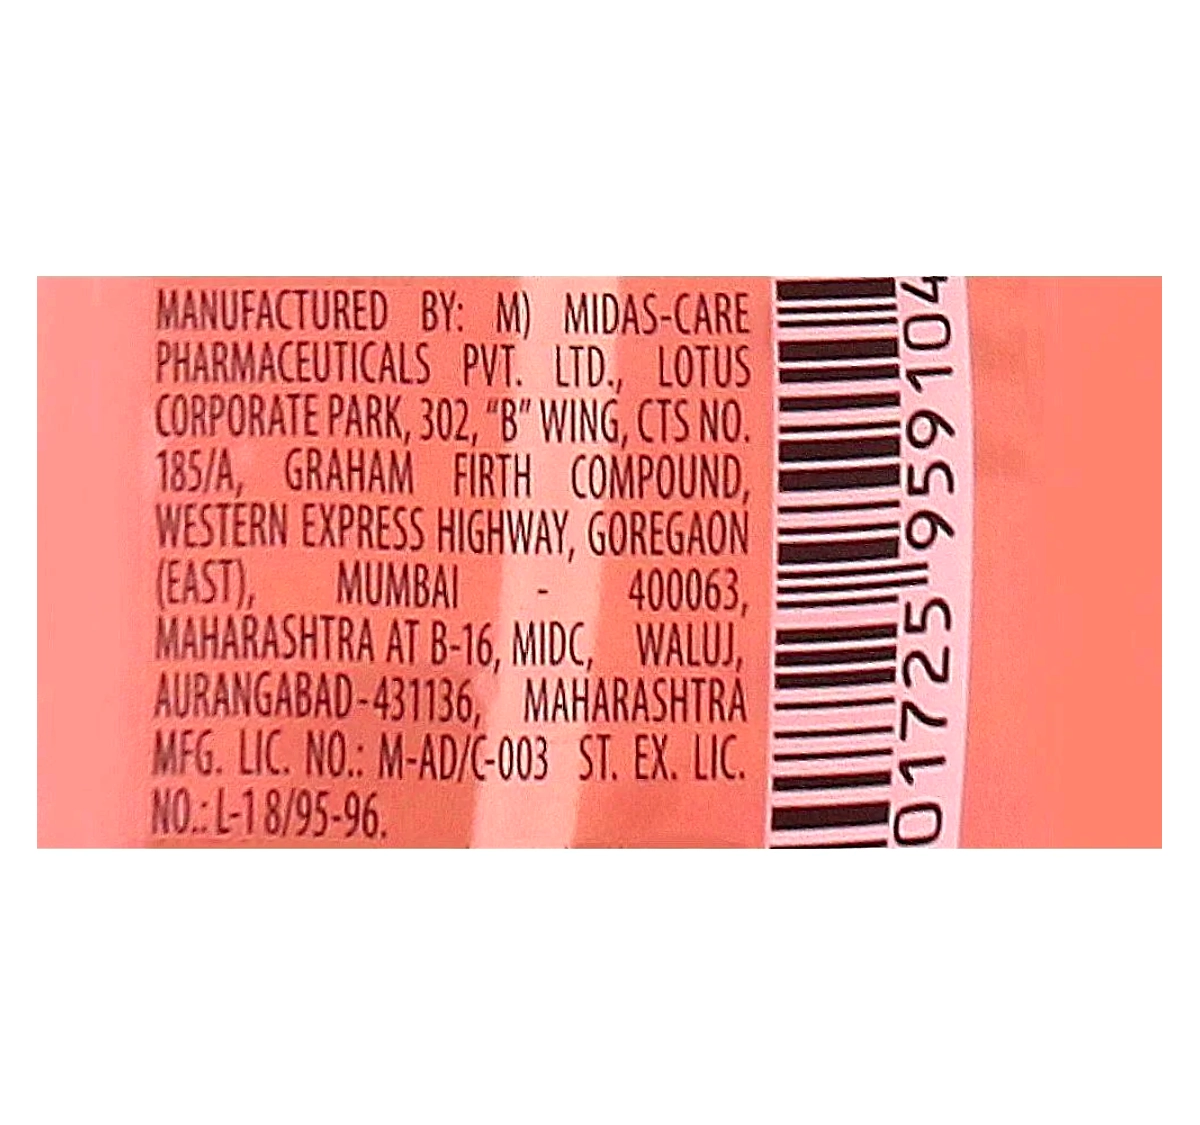 MANUFACTURED BY: M) MIDAS-CARE
PHARMACEUTICALS PVT. LTD., LOTUS
CORPORATE PARK, 302, “B” WING, CTS NO.
185/A, GRAHAM FIRTH COMPOUND,
WESTERN EXPRESS HIGHWAY, GOREGAON
(EAST), MUMBAI - 400063,
MAHARASHTRA AT B-16, MIDC, WALUJ,
AURANGABAD-431136, MAHARASHTRA
MFG. LIC. NO.: M-AD/C-003 ST. EX. LIC.
NO.: L-18/95-96.
01725 959104